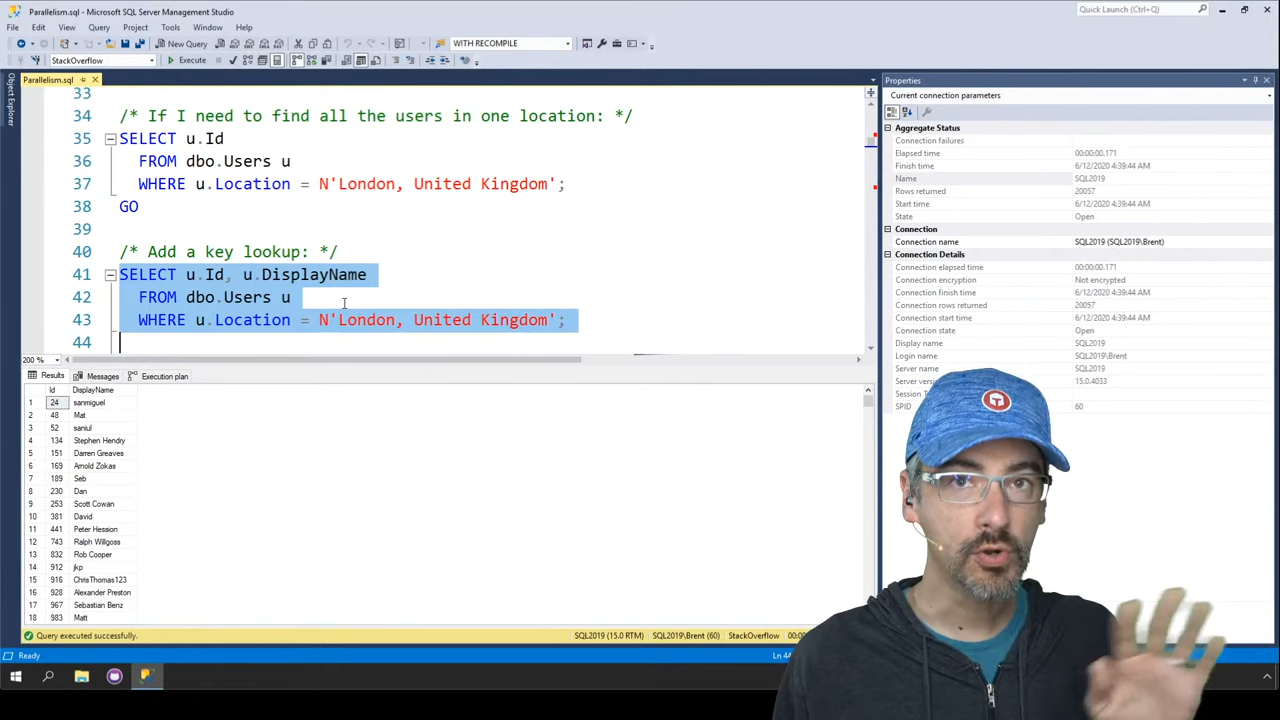 Parallelism.sql - Microsoft SQL Server Management Studio
Quick Launch (Ctrl+Q)
File Edit View Query Project Tools Window Help
New Query
WITH RECOMPILE
StackOverflow
Execute
Parallelism.sql
Properties
Object Explorer
33
Current connection parameters
34 /* If I need to find all the users in one location: */
35 SELECT u.Id
36 FROM dbo.Users u
37 WHERE u.Location = N'London, United Kingdom';
38 GO
39
40 /* Add a key lookup: */
41 SELECT u.Id, u.DisplayName
42 FROM dbo.Users u
43 WHERE u.Location = N'London, United Kingdom';
44
200 %
Aggregate Status
Connection failures
Elapsed time 00:00:00.171
Finish time 6/12/2020 4:39:44 AM
Name SQL2019
Rows returned 20057
Start time 6/12/2020 4:39:44 AM
State Open
Connection
Connection name SQL2019 (SQL2019\Brent)
Connection Details
Connection elapsed time 00:00:00.171
Connection encryption Not encrypted
Connection finish time 6/12/2020 4:39:44 AM
Connection rows returned 20057
Connection start time 6/12/2020 4:39:44 AM
Connection state Open
Display name SQL2019
Login name SQL2019\Brent
Server name SQL2019
Server 15.0.4033
Session
SPID 60
Results Messages Execution plan
Id DisplayName
1 24 sanmiguel
2 48 Mat
3 52 saniul
4 134 Stephen Hendry
5 151 Darren Greaves
6 169 Arnold Zokas
7 189 Seb
8 230 Dan
9 253 Scott Cowan
10 381 David
11 441 Peter Hession
12 743 Ralph Willgoss
13 832 Rob Cooper
14 912 jkp
15 916 ChrisThomas123
16 928 Alexander Preston
17 967 Sebastian Benz
18 983 Matt
Query executed successfully.
SQL2019 (15.0 RTM) SQL2019\Brent (60) StackOverflow
Ready
Ln 44